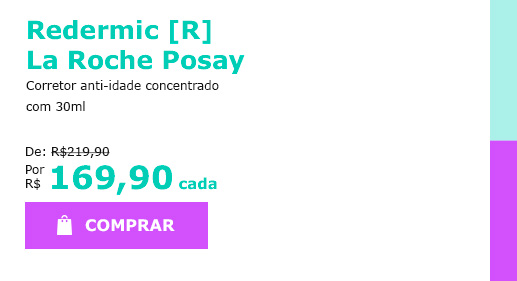 Redermic [R]
La Roche Posay
Corretor anti-idade concentrado
com 30ml
De: R$219,90
Por
R$ 169,90 cada
COMPRAR